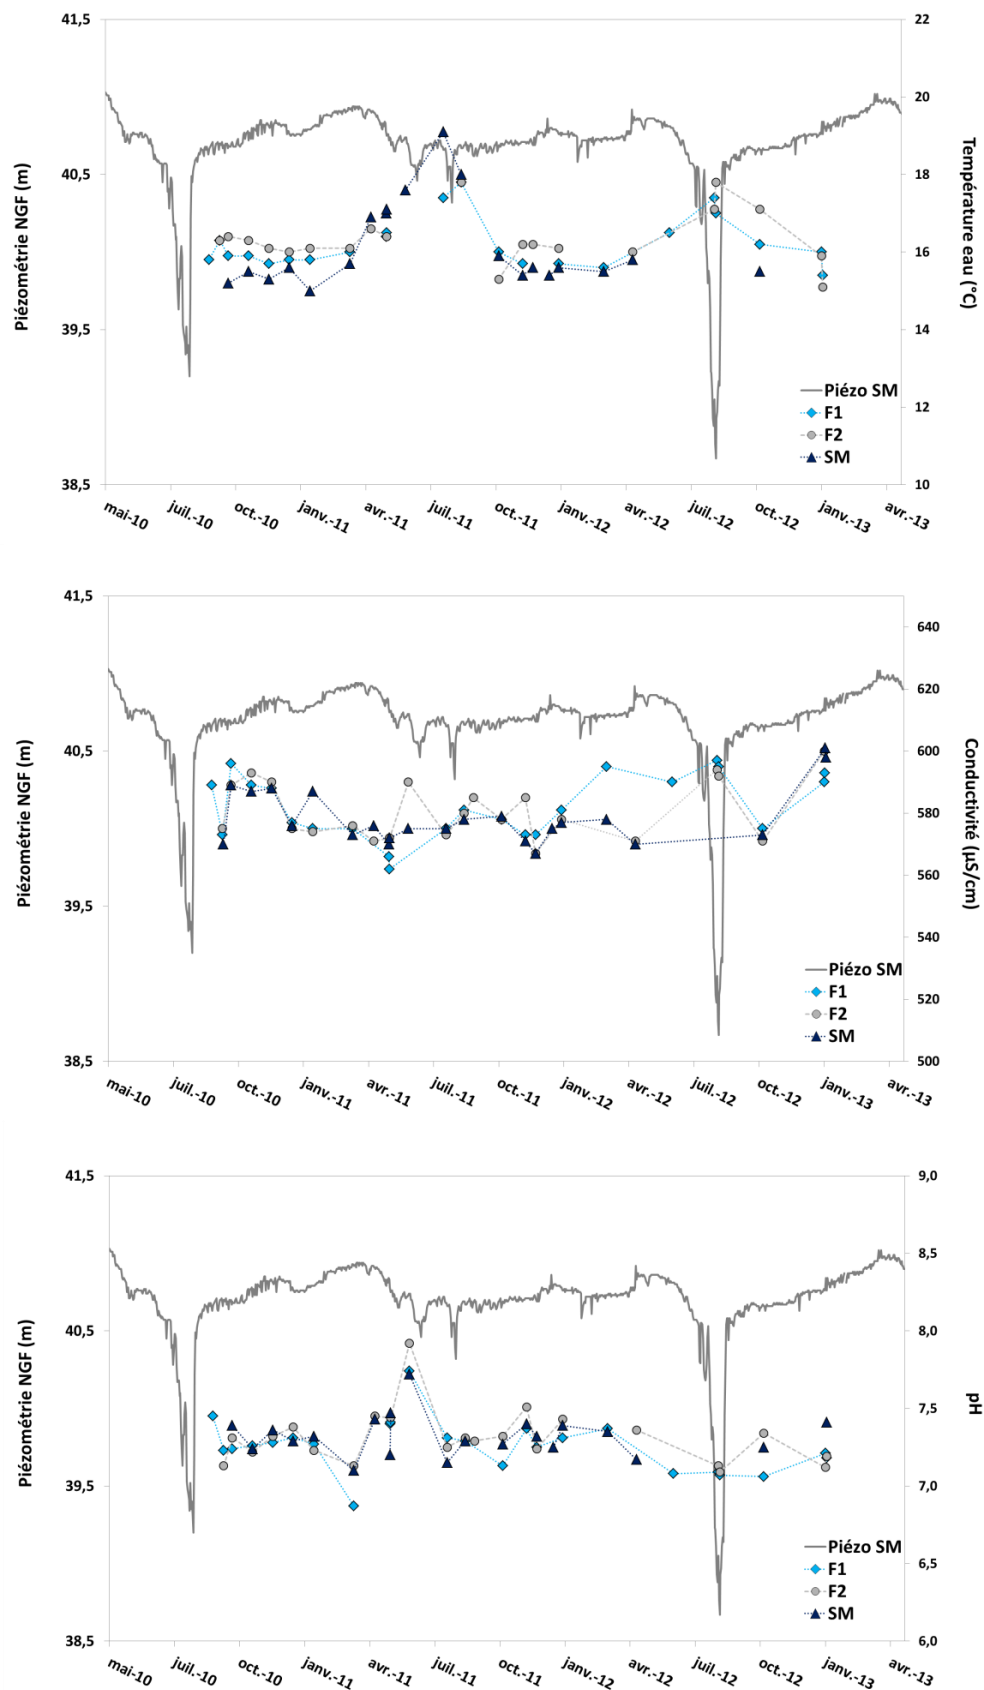 41,5
40,5
39,5
38,5
Piézométrie NGF (m)
22
20
18
16
14
12
10
Température eau (°C)
Piézo SM
F1
F2
SM
mai-10 juil.-10 oct.-10 janv.-11 avr.-11 juil.-11 oct.-11 janv.-12 avr.-12 juil.-12 oct.-12 janv.-13 avr.-13
41,5
40,5
39,5
38,5
Piézométrie NGF (m)
640
620
600
580
560
540
520
500
Conductivité (µS/cm)
Piézo SM
F1
F2
SM
mai-10 juil.-10 oct.-10 janv.-11 avr.-11 juil.-11 oct.-11 janv.-12 avr.-12 juil.-12 oct.-12 janv.-13 avr.-13
41,5
40,5
39,5
38,5
Piézométrie NGF (m)
9,0
8,5
8,0
7,5
7,0
6,5
6,0
pH
Piézo SM
F1
F2
SM
mai-10 juil.-10 oct.-10 janv.-11 avr.-11 juil.-11 oct.-11 janv.-12 avr.-12 juil.-12 oct.-12 janv.-13 avr.-13